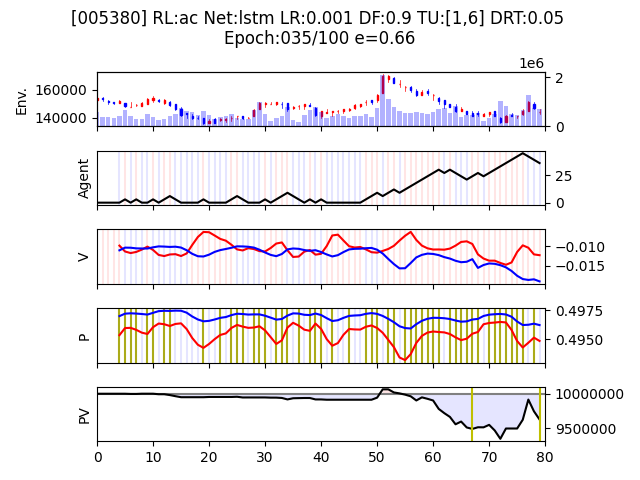 [005380] RL:ac Net:lstm LR:0.001 DF:0.9 TU:[1,6] DRT:0.05
Epoch:035/100 e=0.66
1e6
Env.
160000
140000
2
0
Agent
25
0
V
−0.010
−0.015
P
0.4975
0.4950
PV
10000000
9500000
0 10 20 30 40 50 60 70 80